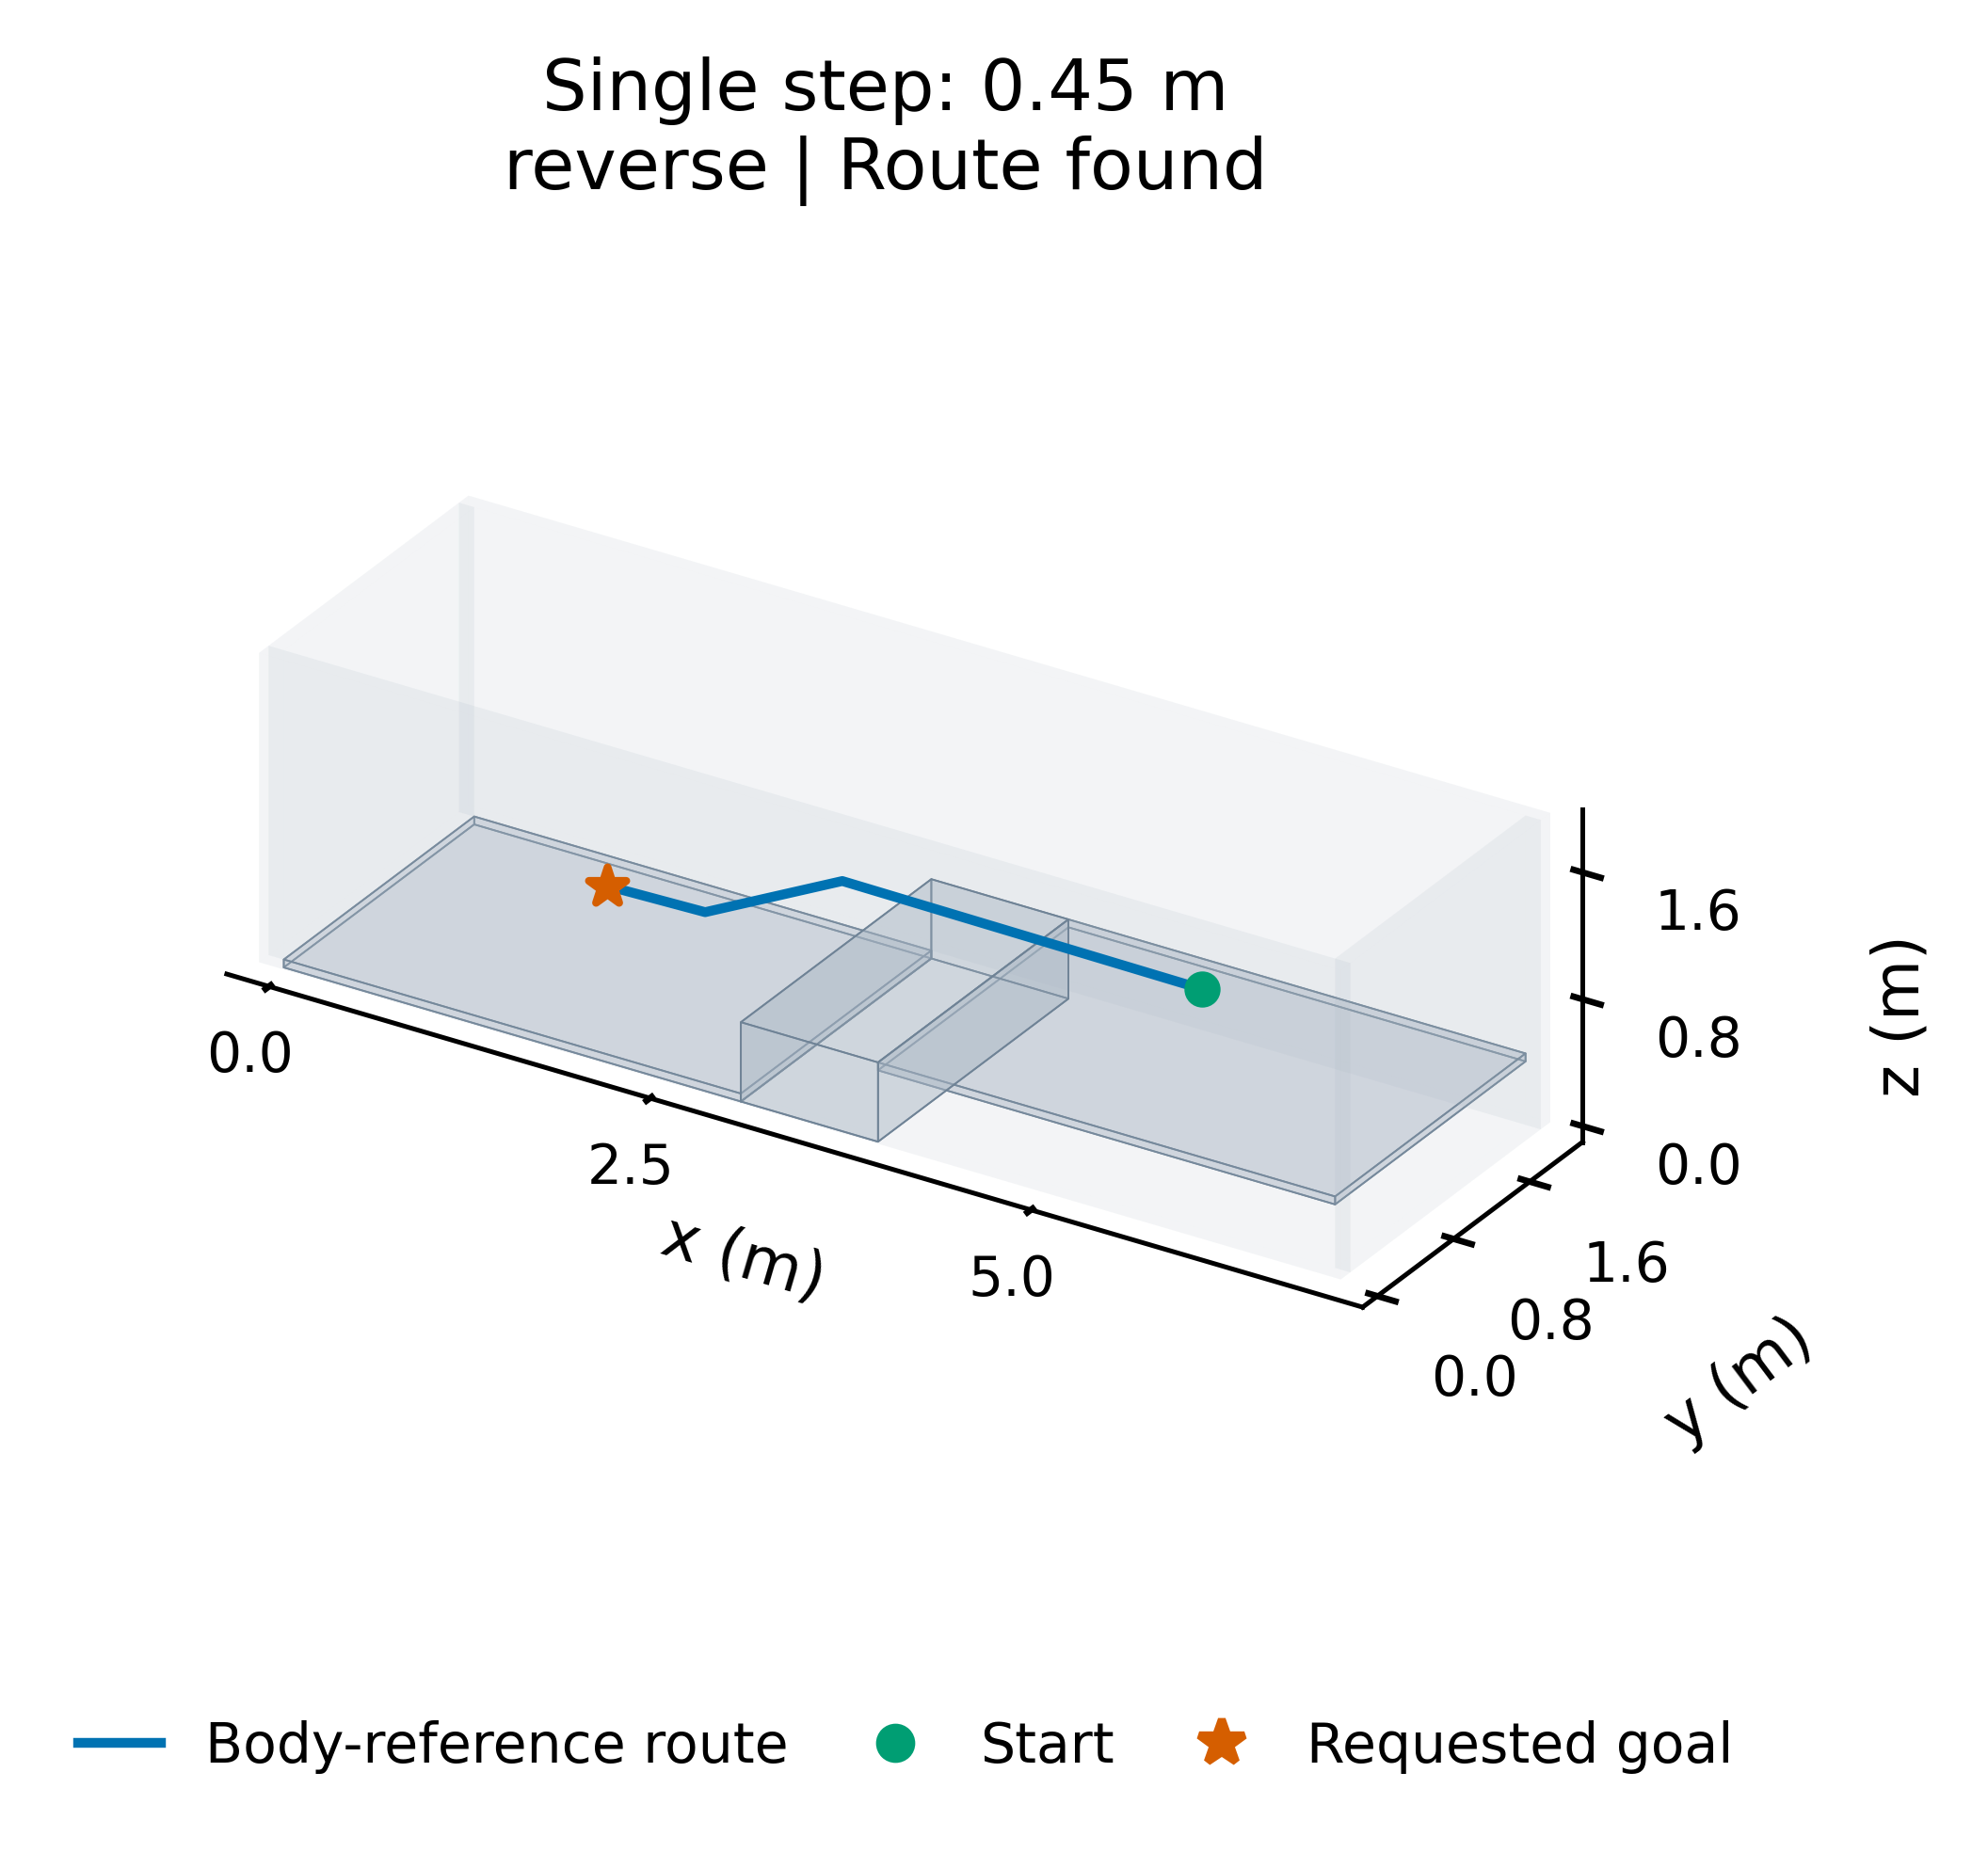 Single step: 0.45 m
reverse | Route found
1.6
0.8
0.0
z (m)
0.0
2.5
5.0
x (m)
1.6
0.8
0.0
y (m)
Body-reference route
Start
Requested goal